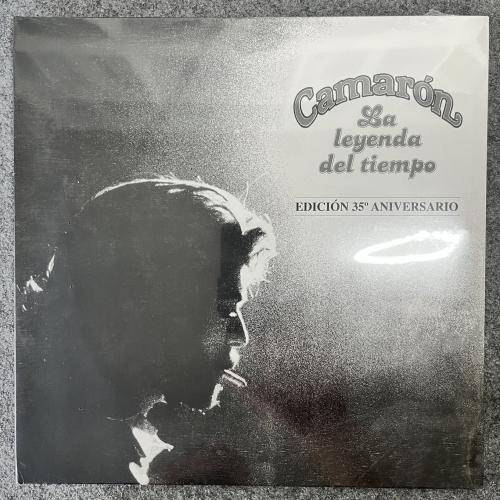 Camarón
La
leyenda
del tiempo
EDICIÓN 35º ANIVERSARIO